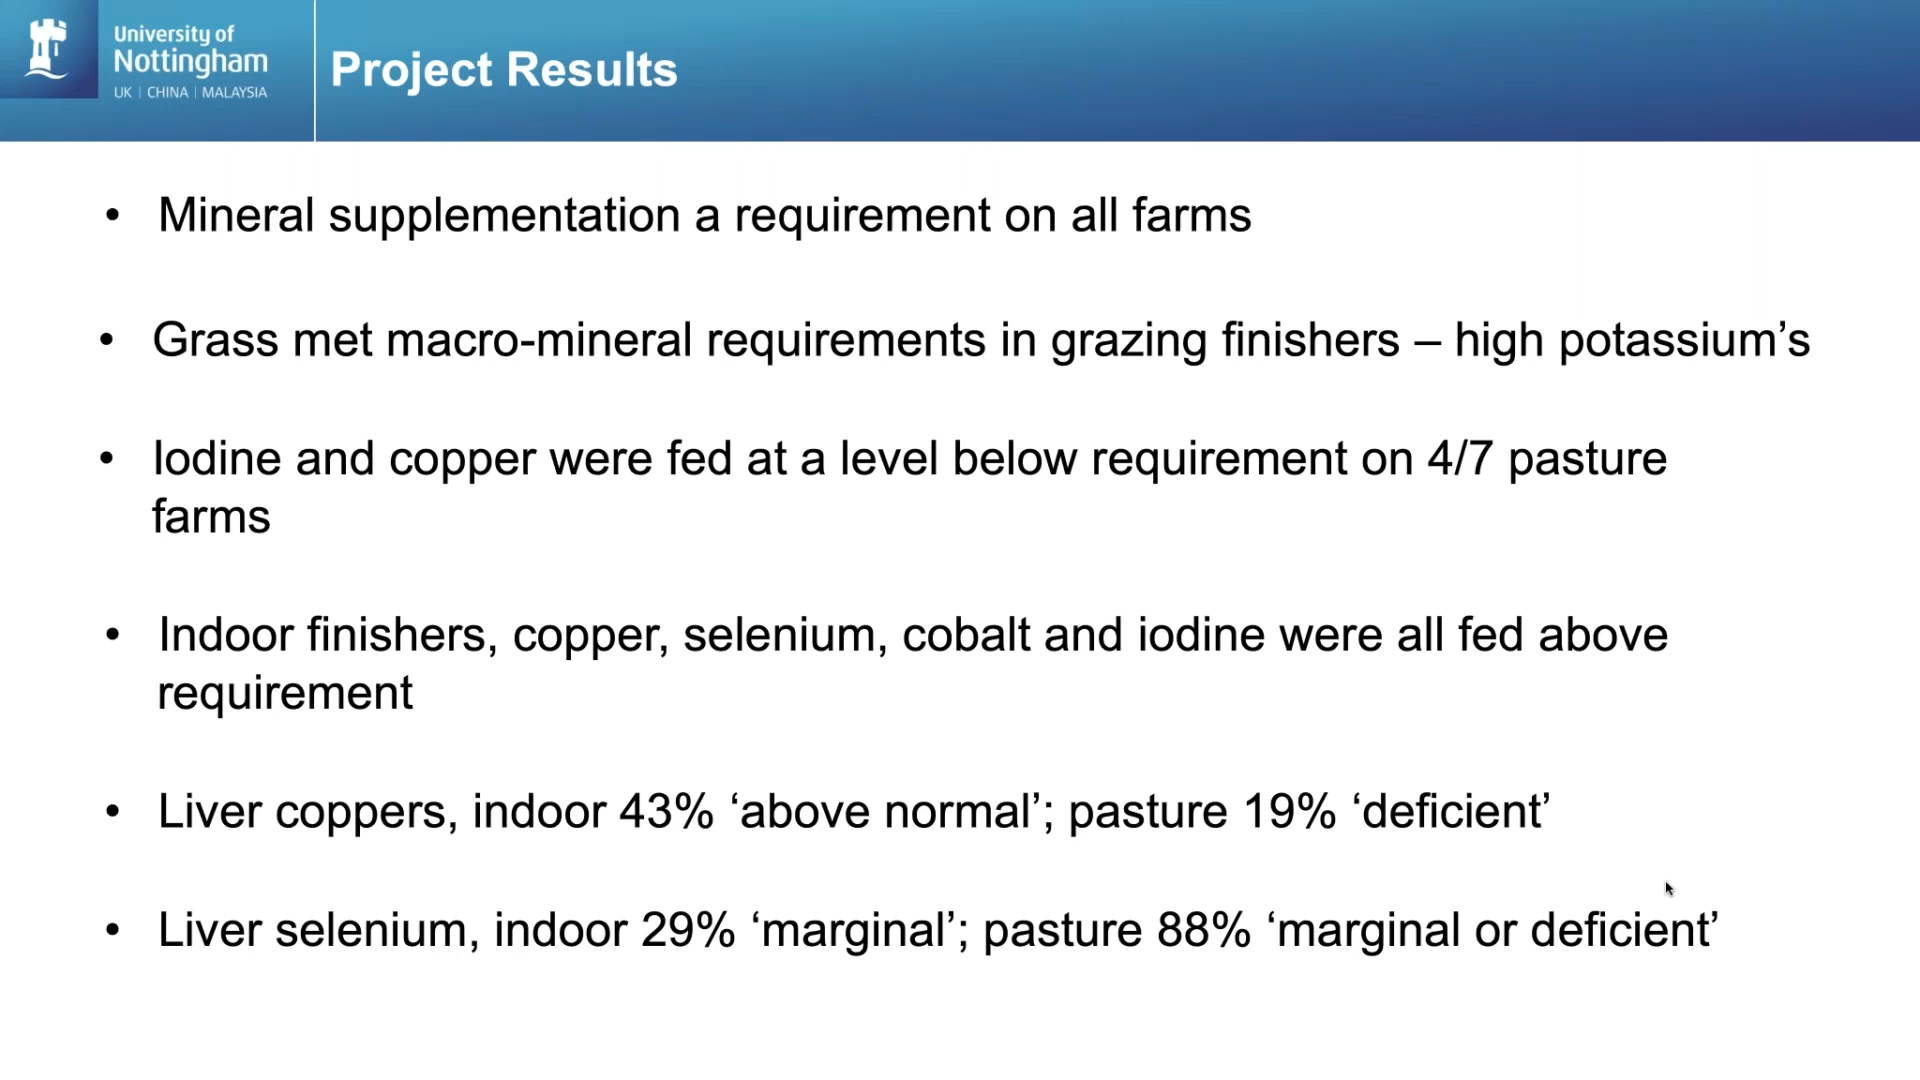 University of
Nottingham
UK | CHINA | MALAYSIA
Project Results
• Mineral supplementation a requirement on all farms
• Grass met macro-mineral requirements in grazing finishers – high potassium’s
• Iodine and copper were fed at a level below requirement on 4/7 pasture
farms
• Indoor finishers, copper, selenium, cobalt and iodine were all fed above
requirement
• Liver coppers, indoor 43% ‘above normal’; pasture 19% ‘deficient’
• Liver selenium, indoor 29% ‘marginal’; pasture 88% ‘marginal or deficient’